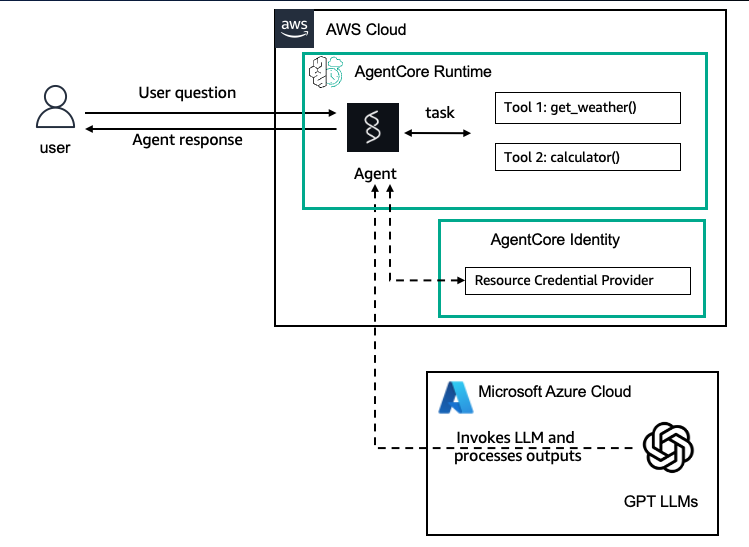 aws
AWS Cloud
AgentCore Runtime
User question
Agent response
user
Agent
task
Tool 1: get_weather()
Tool 2: calculator()
AgentCore Identity
Resource Credential Provider
Microsoft Azure Cloud
Invokes LLM and
processes outputs
GPT LLMs